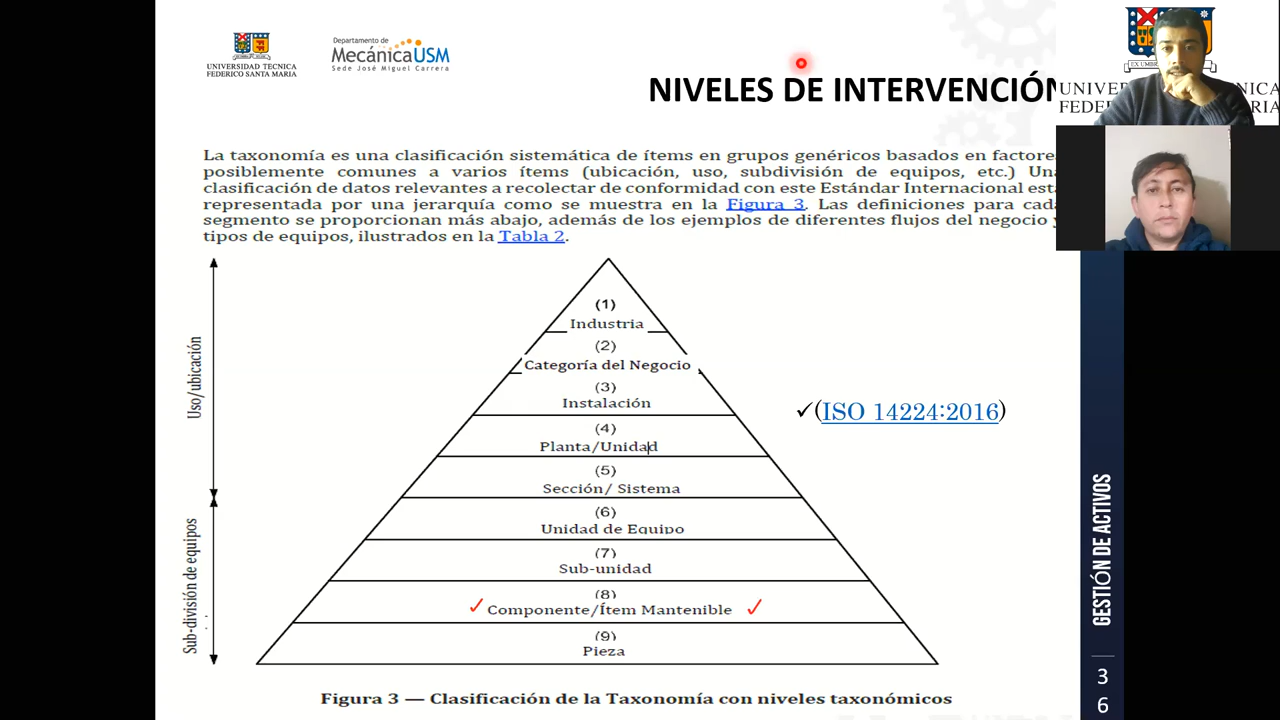 UNIVERSIDAD TECNICA
FEDERICO SANTA MARIA
Departamento de
MecánicaUSM
Sede José Miguel Carrera
NIVELES DE INTERVENCIÓN
EX UMBR
UNIVER NICA
FEDER ARIA
La taxonomía es una clasificación sistemática de ítems en grupos genéricos basados en factores
posiblemente comunes a varios ítems (ubicación, uso, subdivisión de equipos, etc.) Una
clasificación de datos relevantes a recolectar de conformidad con este Estándar Internacional está
representada por una jerarquía como se muestra en la Figura 3. Las definiciones para cada
segmento se proporcionan más abajo, además de los ejemplos de diferentes flujos del negocio y
tipos de equipos, ilustrados en la Tabla 2.
Uso/ubicación
Sub-división de equipos
(1)
Industria
(2)
Categoría del Negocio
(3)
Instalación
(4)
Planta/Unidad
(5)
Sección/ Sistema
(6)
Unidad de Equipo
(7)
Sub-unidad
(8)
✓Componente/Ítem Mantenible ✓
(9)
Pieza
✓(ISO 14224:2016)
Figura 3 — Clasificación de la Taxonomía con niveles taxonómicos
GESTIÓN DE ACTIVOS
3
6